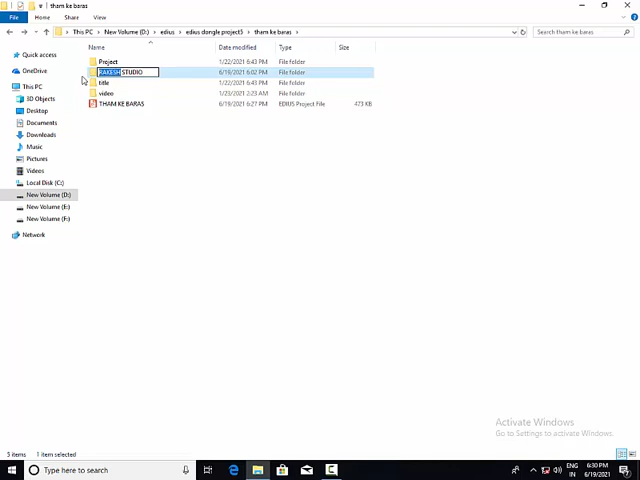 tham ke baras
File
Home
Share
View
This PC > New Volume (D:) > edius > edius dongle project3 > tham ke baras >
Search tham ke baras
Name
Date modified
Type
Size
Quick access
OneDrive
This PC
3D Objects
Desktop
Documents
Downloads
Music
Pictures
Videos
Local Disk (C:)
New Volume (D:)
New Volume (E:)
New Volume (F:)
Network
Project 1/22/2021 6:43 PM File folder
RAKESH STUDIO 6/19/2021 6:02 PM File folder
title 1/22/2021 6:43 PM File folder
video 1/23/2021 2:23 AM File folder
THAM KE BARAS 6/19/2021 6:27 PM EDIUS Project File 473 KB
Activate Windows
Go to Settings to activate Windows.
5 items
1 item selected
Type here to search
ENG
IN
6:30 PM
6/19/2021